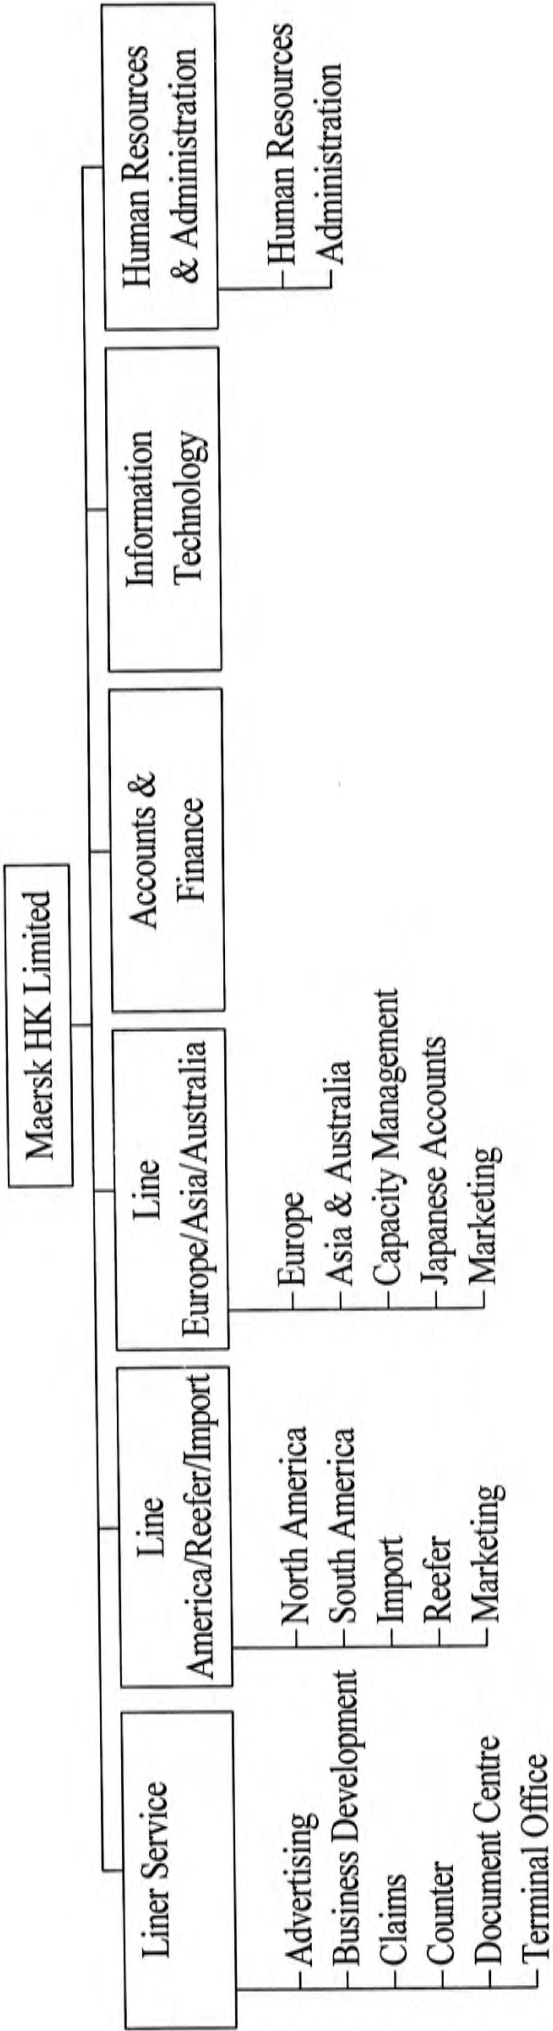 Maersk HK Limited
Liner Service
Line
America/Reefer/Import
Line
Europe/Asia/Australia
Accounts &
Finance
Information
Technology
Human Resources
& Administration
Advertising
Business Development
Claims
Counter
Document Centre
Terminal Office
North America
South America
Import
Reefer
Marketing
Europe
Asia & Australia
Capacity Management
Japanese Accounts
Marketing
Human Resources
Administration